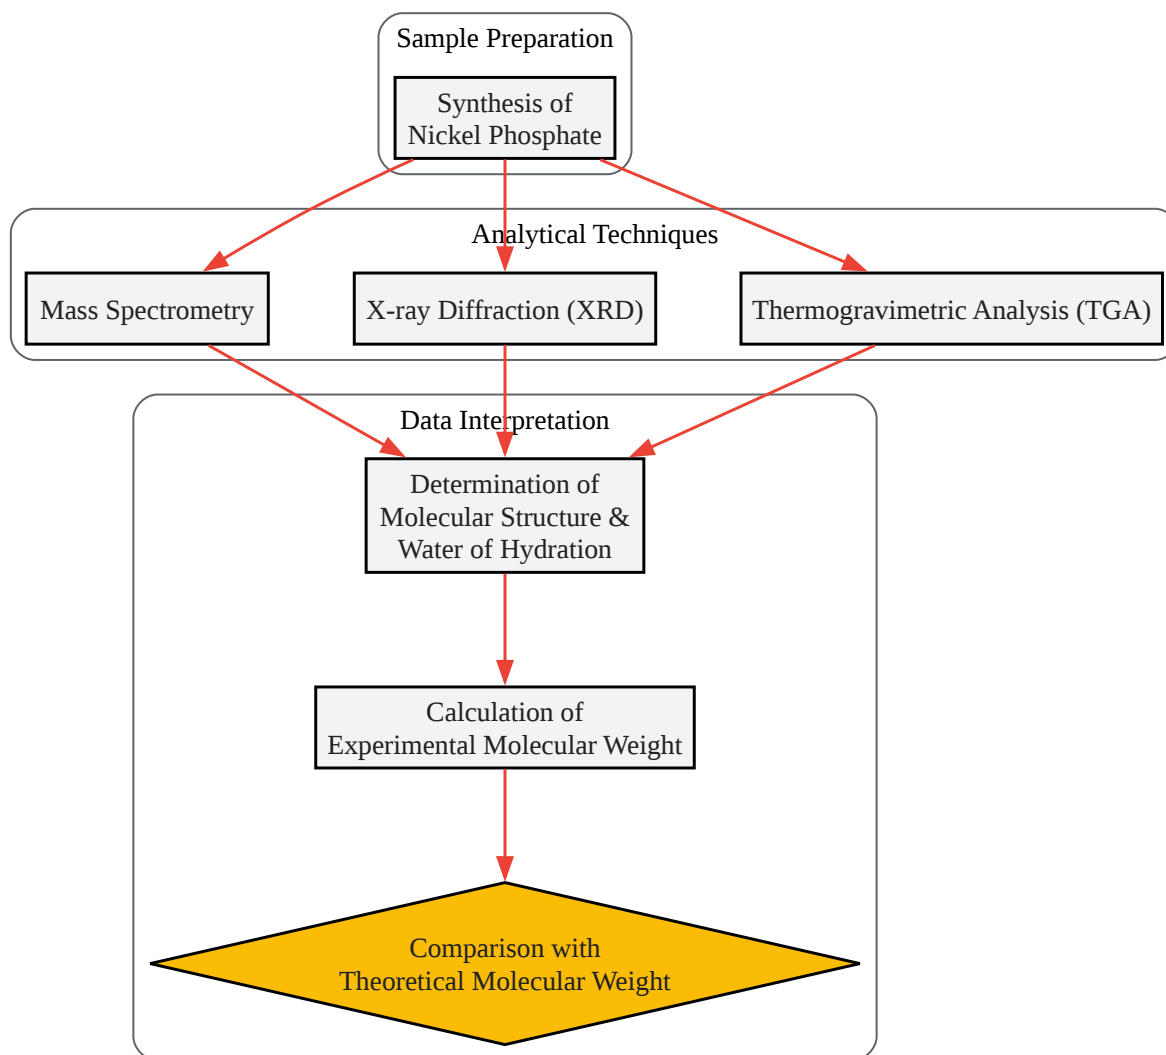 Sample Preparation
Synthesis of
Nickel Phosphate
Analytical Techniques
Mass Spectrometry
X-ray Diffraction (XRD)
Thermogravimetric Analysis (TGA)
Data Interpretation
Determination of
Molecular Structure &
Water of Hydration
Calculation of
Experimental Molecular Weight
Comparison with
Theoretical Molecular Weight